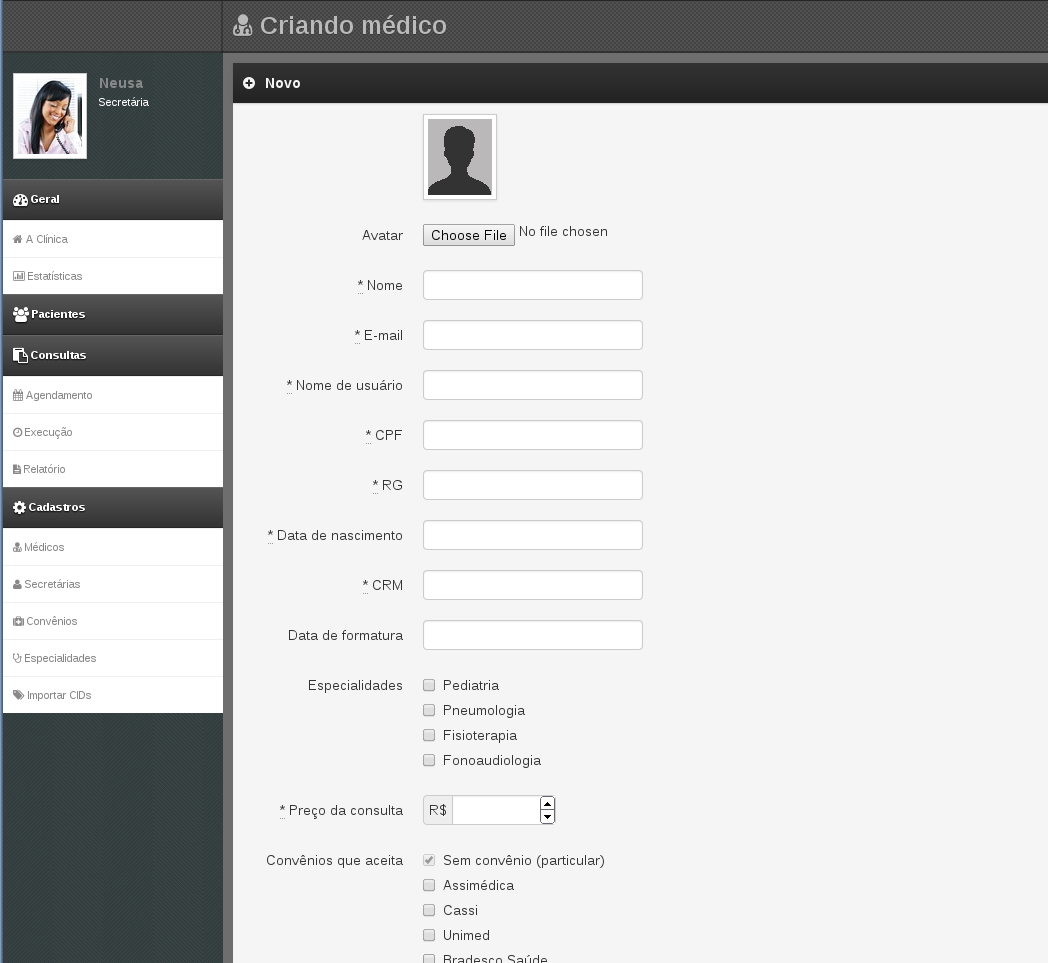 Criando médico
Neusa
Secretária
Geral
A Clínica
Estatísticas
Pacientes
Consultas
Agendamento
Execução
Relatório
Cadastros
Médicos
Secretárias
Convênios
Especialidades
Importar CIDs
Novo
Avatar Choose File No file chosen
* Nome
* E-mail
* Nome de usuário
* CPF
* RG
* Data de nascimento
* CRM
Data de formatura
Especialidades Pediatria
Pneumologia
Fisioterapia
Fonoaudiologia
* Preço da consulta R$
Convênios que aceita Sem convênio (particular)
Assimédica
Cassi
Unimed
Bradesco Saúde